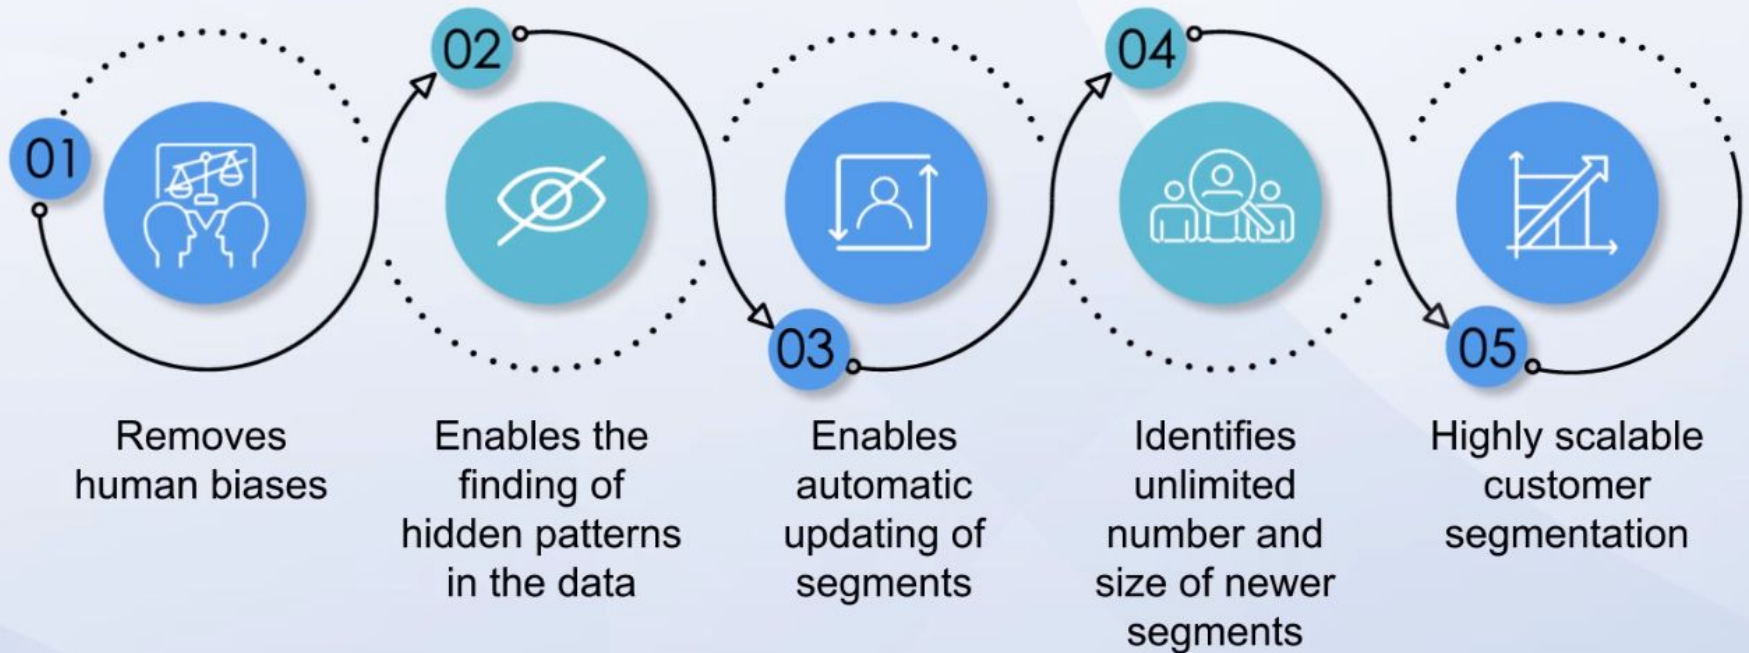 01
Removes
human biases
02
Enables the
finding of
hidden patterns
in the data
03
Enables
automatic
updating of
segments
04
Identifies
unlimited
number and
size of newer
segments
05
Highly scalable
customer
segmentation